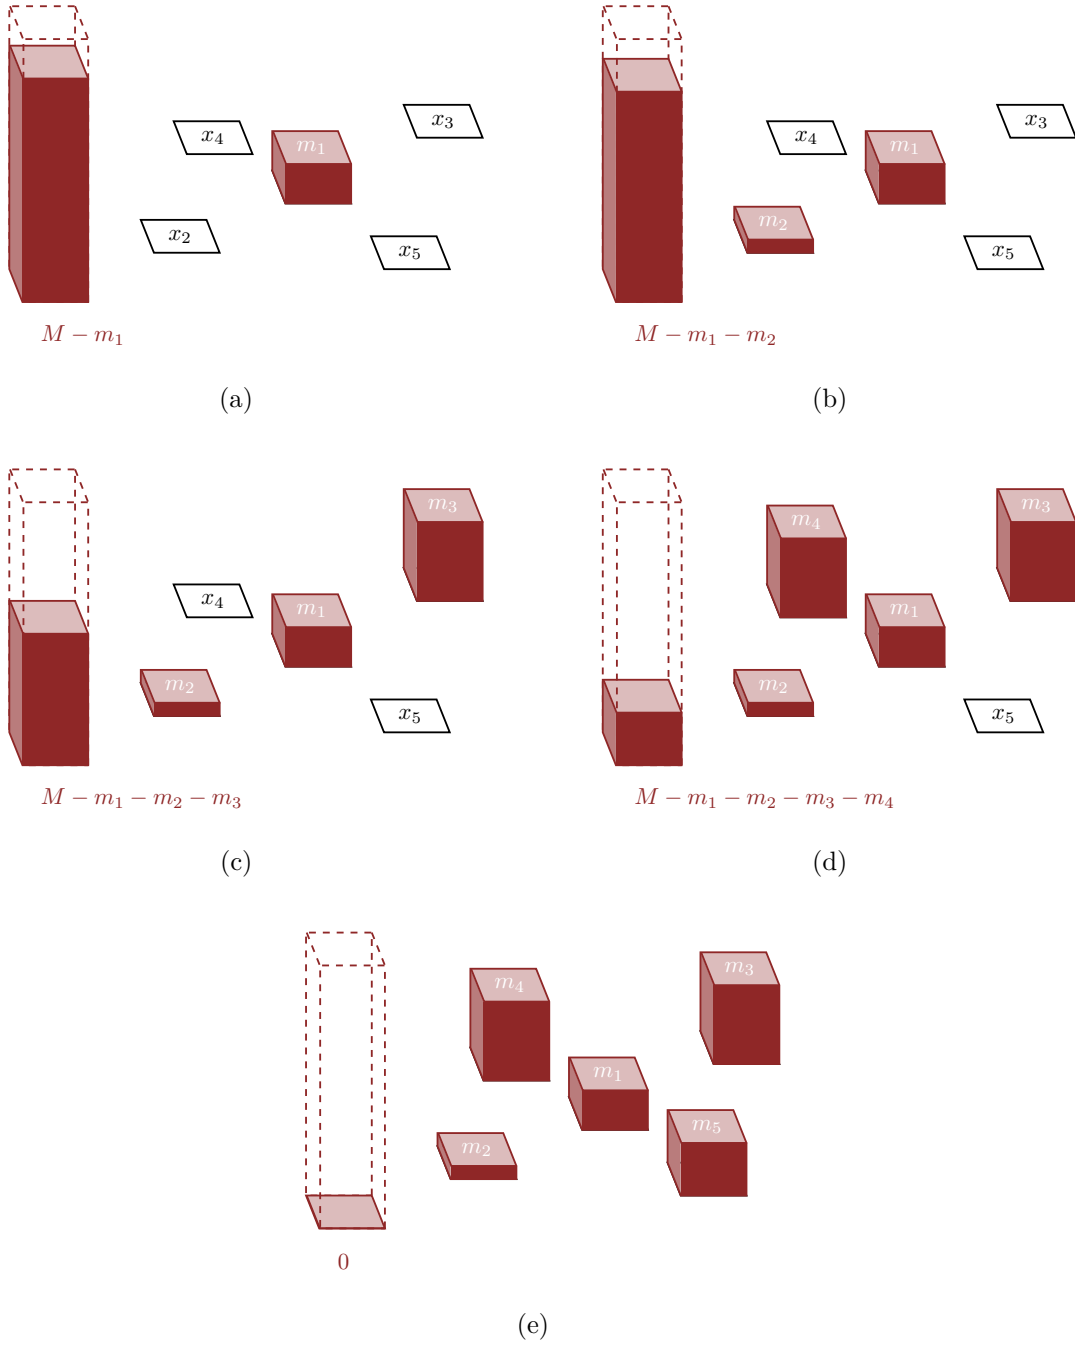 x₄
m₁
x₃
x₂
x₅
M − m₁
(a)
x₄
m₁
x₃
m₂
x₅
M − m₁ − m₂
(b)
m₃
x₄
m₁
m₂
x₅
M − m₁ − m₂ − m₃
(c)
m₄
m₃
m₁
m₂
x₅
M − m₁ − m₂ − m₃ − m₄
(d)
m₄
m₃
m₁
m₅
m₂
0
(e)